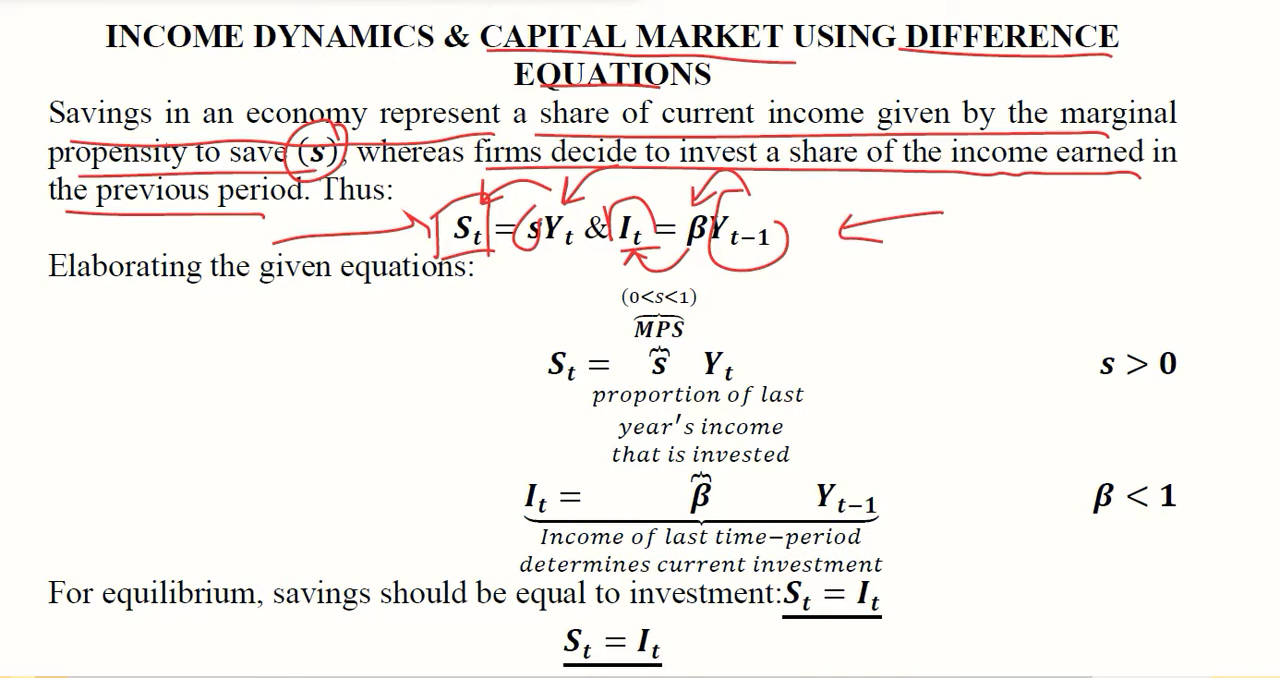 INCOME DYNAMICS & CAPITAL MARKET USING DIFFERENCE
EQUATIONS
Savings in an economy represent a share of current income given by the marginal
propensity to save (s), whereas firms decide to invest a share of the income earned in
the previous period. Thus:
Sₜ = sYₜ & Iₜ = βYₜ₋₁
Elaborating the given equations:
(0<s<1)
MPS
Sₜ = s Yₜ s > 0
proportion of last
year's income
that is invested
Iₜ = β Yₜ₋₁ β < 1
Income of last time−period
determines current investment
For equilibrium, savings should be equal to investment: Sₜ = Iₜ
Sₜ = Iₜ